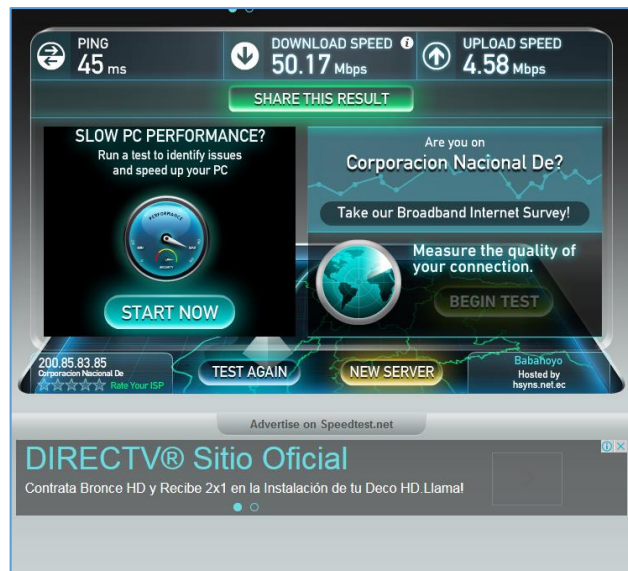 PING
45 ms
DOWNLOAD SPEED
50.17 Mbps
UPLOAD SPEED
4.58 Mbps
SHARE THIS RESULT
SLOW PC PERFORMANCE?
Run a test to identify issues
and speed up your PC
PERFORMANCE
SECURITY
START NOW
Are you on
Corporacion Nacional De?
Take our Broadband Internet Survey!
Measure the quality of
your connection.
BEGIN TEST
200.85.83.85
Corporacion Nacional De
Rate Your ISP
TEST AGAIN
NEW SERVER
Babahoyo
Hosted by
hsyns.net.ec
Advertise on Speedtest.net
DIRECTV® Sitio Oficial
Contrata Bronce HD y Recibe 2x1 en la Instalación de tu Deco HD.Llama!